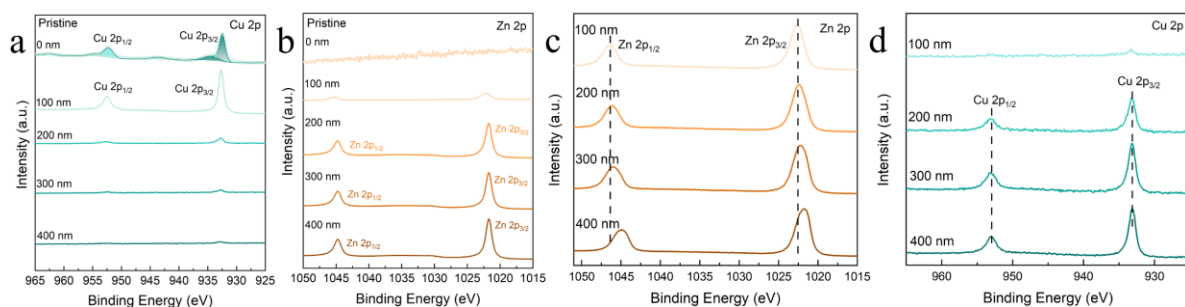 a
Pristine
Cu 2p
0 nm
Cu 2p1/2
Cu 2p3/2
100 nm
Cu 2p1/2
Cu 2p3/2
200 nm
300 nm
400 nm
Intensity (a.u.)
965 960 955 950 945 940 935 930 925
Binding Energy (eV)
b
Pristine
Zn 2p
0 nm
100 nm
200 nm
Zn 2p1/2
Zn 2p3/2
300 nm
Zn 2p1/2
Zn 2p3/2
400 nm
Zn 2p1/2
Zn 2p3/2
Intensity (a.u.)
1050 1045 1040 1035 1030 1025 1020 1015
Binding Energy (eV)
c
100 nm
Zn 2p1/2
Zn 2p3/2
Zn 2p
200 nm
300 nm
400 nm
Intensity (a.u.)
1050 1045 1040 1035 1030 1025 1020 1015
Binding Energy (eV)
d
Cu 2p
100 nm
Cu 2p1/2
Cu 2p3/2
200 nm
300 nm
400 nm
Intensity (a.u.)
960 950 940 930
Binding Energy (eV)